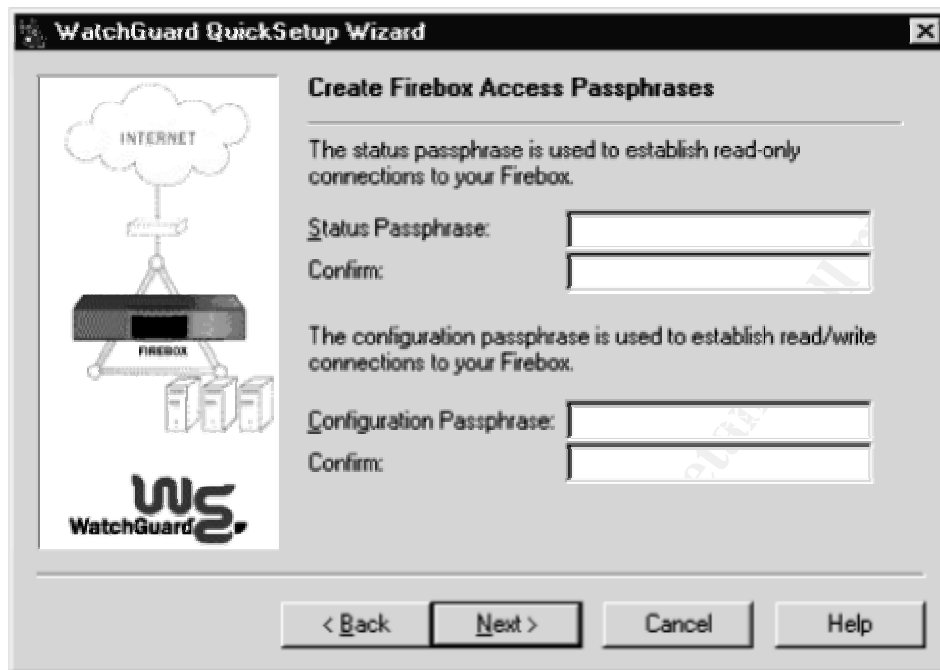 WatchGuard QuickSetup Wizard
INTERNET
FIREBOX
WatchGuard
Create Firebox Access Passphrases
The status passphrase is used to establish read-only
connections to your Firebox.
Status Passphrase:
Confirm:
The configuration passphrase is used to establish read/write
connections to your Firebox.
Configuration Passphrase:
Confirm:
< Back
Next >
Cancel
Help